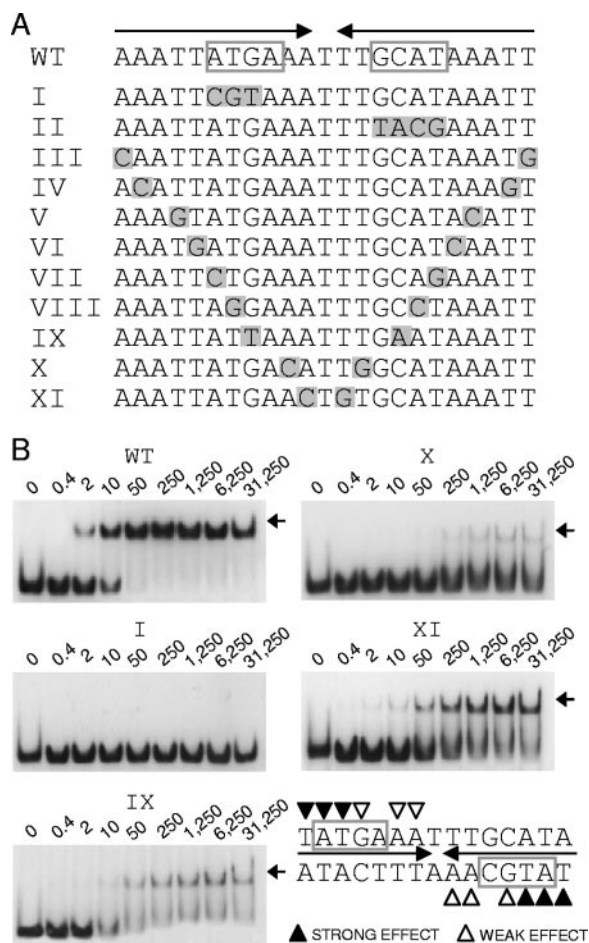 A
WT AAATTATGAAATTTGCATAAATT
I AAATTCGTAAATTTGCATAAATT
II AAATTATGAAATTTTACGAAATT
III CAATTATGAAATTTGCATAAATG
IV ACATTATGAAATTTGCATAAAGT
V AAAGTATGAAATTTGCATACATT
VI AAATGATGAAATTTGCATCAATT
VII AAATTCTGAAATTTGCAGAAATT
VIII AAATTAGGAAATTTGCCTAAATT
IX AAATTATTAAATTTGAATAAATT
X AAATTATGACATTGGCATAAATT
XI AAATTATGAACTGTGCATAAATT
B
WT
0 0.4 2 10 50 250 1,250 6,250 31,250
X
0 0.4 2 10 50 250 1,250 6,250 31,250
I
0 0.4 2 10 50 250 1,250 6,250 31,250
XI
0 0.4 2 10 50 250 1,250 6,250 31,250
IX
0 0.4 2 10 50 250 1,250 6,250 31,250
TATGAAATTTGCATA
ATACTTTAAACGTAT
▲ STRONG EFFECT △ WEAK EFFECT